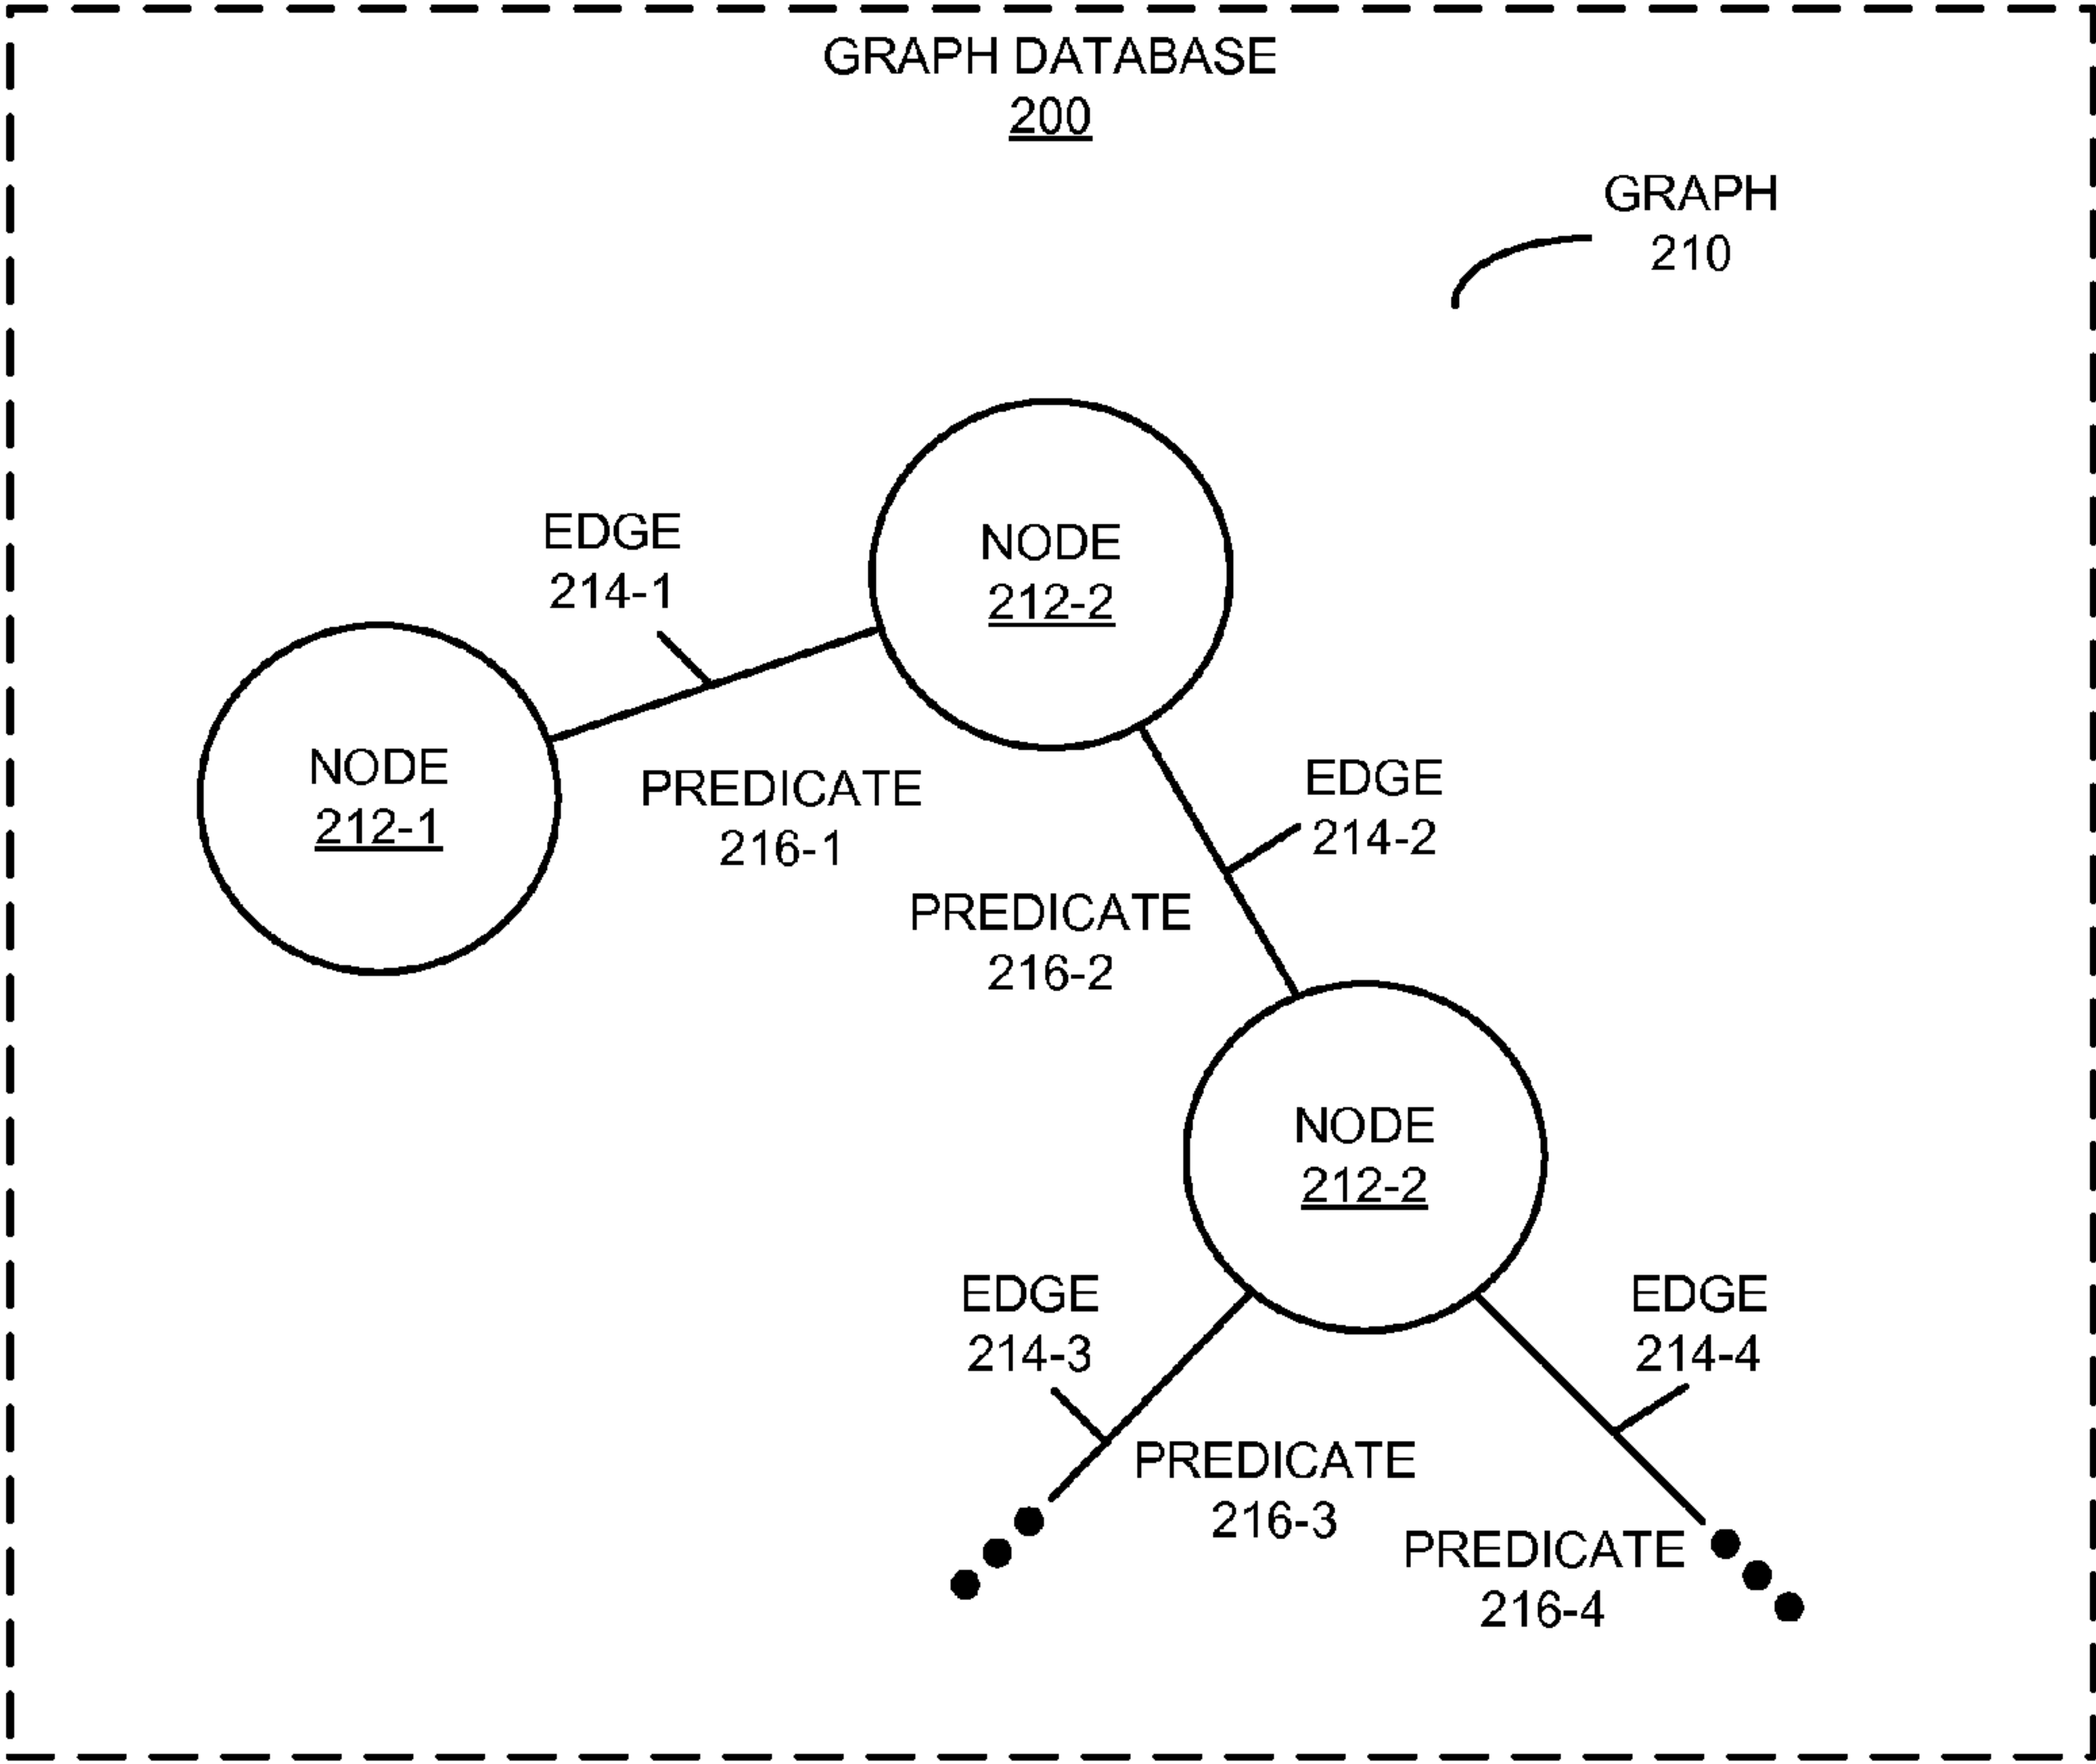 GRAPH DATABASE
200
GRAPH
210
EDGE
214-1
NODE
212-2
NODE
212-1
PREDICATE
216-1
EDGE
214-2
PREDICATE
216-2
NODE
212-2
EDGE
214-3
EDGE
214-4
PREDICATE
216-3
PREDICATE
216-4